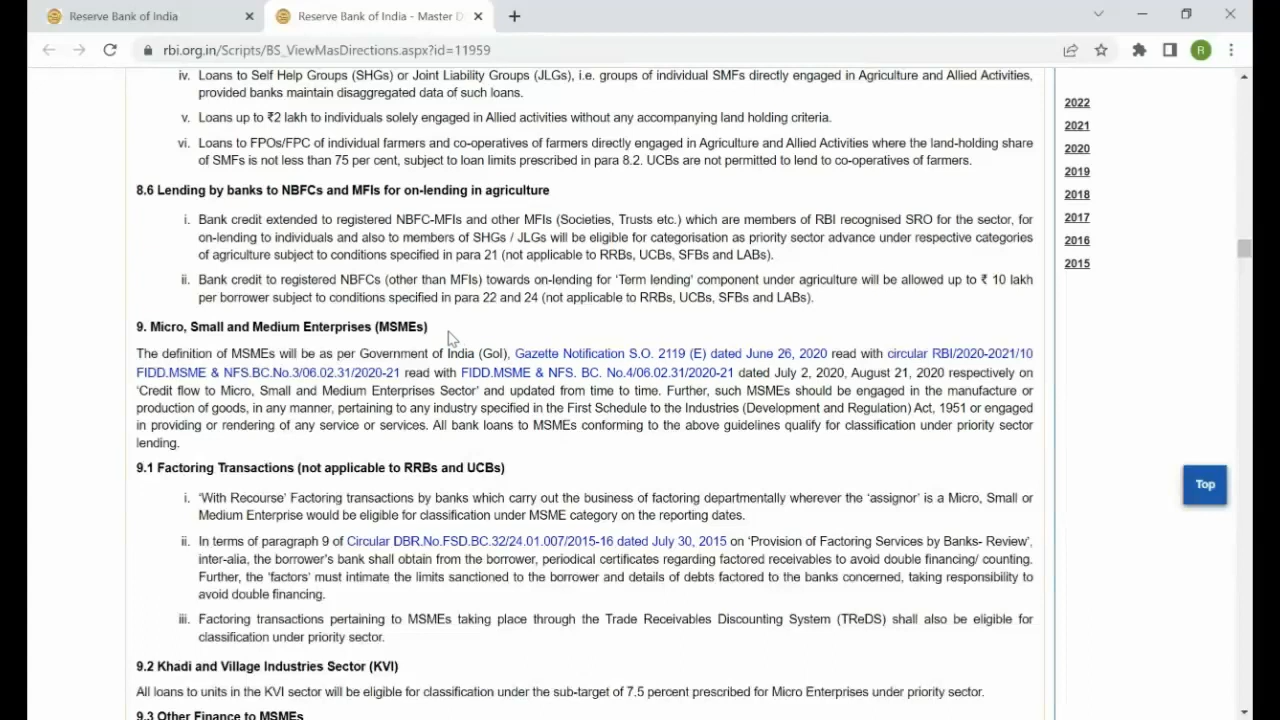 Reserve Bank of India
Reserve Bank of India - Master D
rbi.org.in/Scripts/BS_ViewMasDirections.aspx?id=11959
R
iv. Loans to Self Help Groups (SHGs) or Joint Liability Groups (JLGs), i.e. groups of individual SMFs directly engaged in Agriculture and Allied Activities,
provided banks maintain disaggregated data of such loans.
v. Loans up to ₹2 lakh to individuals solely engaged in Allied activities without any accompanying land holding criteria.
vi. Loans to FPOs/FPC of individual farmers and co-operatives of farmers directly engaged in Agriculture and Allied Activities where the land-holding share
of SMFs is not less than 75 per cent, subject to loan limits prescribed in para 8.2. UCBs are not permitted to lend to co-operatives of farmers.
8.6 Lending by banks to NBFCs and MFIs for on-lending in agriculture
i. Bank credit extended to registered NBFC-MFIs and other MFIs (Societies, Trusts etc.) which are members of RBI recognised SRO for the sector, for
on-lending to individuals and also to members of SHGs / JLGs will be eligible for categorisation as priority sector advance under respective categories
of agriculture subject to conditions specified in para 21 (not applicable to RRBs, UCBs, SFBs and LABs).
ii. Bank credit to registered NBFCs (other than MFIs) towards on-lending for 'Term lending' component under agriculture will be allowed up to ₹ 10 lakh
per borrower subject to conditions specified in para 22 and 24 (not applicable to RRBs, UCBs, SFBs and LABs).
9. Micro, Small and Medium Enterprises (MSMEs)
The definition of MSMEs will be as per Government of India (GoI), Gazette Notification S.O. 2119 (E) dated June 26, 2020 read with circular RBI/2020-2021/10
FIDD.MSME & NFS.BC.No.3/06.02.31/2020-21 read with FIDD.MSME & NFS. BC. No.4/06.02.31/2020-21 dated July 2, 2020, August 21, 2020 respectively on
'Credit flow to Micro, Small and Medium Enterprises Sector' and updated from time to time. Further, such MSMEs should be engaged in the manufacture or
production of goods, in any manner, pertaining to any industry specified in the First Schedule to the Industries (Development and Regulation) Act, 1951 or engaged
in providing or rendering of any service or services. All bank loans to MSMEs conforming to the above guidelines qualify for classification under priority sector
lending.
9.1 Factoring Transactions (not applicable to RRBs and UCBs)
i. 'With Recourse' Factoring transactions by banks which carry out the business of factoring departmentally wherever the 'assignor' is a Micro, Small or
Medium Enterprise would be eligible for classification under MSME category on the reporting dates.
ii. In terms of paragraph 9 of Circular DBR.No.FSD.BC.32/24.01.007/2015-16 dated July 30, 2015 on 'Provision of Factoring Services by Banks- Review',
inter-alia, the borrower's bank shall obtain from the borrower, periodical certificates regarding factored receivables to avoid double financing/ counting.
Further, the 'factors' must intimate the limits sanctioned to the borrower and details of debts factored to the banks concerned, taking responsibility to
avoid double financing.
iii. Factoring transactions pertaining to MSMEs taking place through the Trade Receivables Discounting System (TReDS) shall also be eligible for
classification under priority sector.
9.2 Khadi and Village Industries Sector (KVI)
All loans to units in the KVI sector will be eligible for classification under the sub-target of 7.5 percent prescribed for Micro Enterprises under priority sector.
9.3 Other Finance to MSMEs
2022
2021
2020
2019
2018
2017
2016
2015
Top